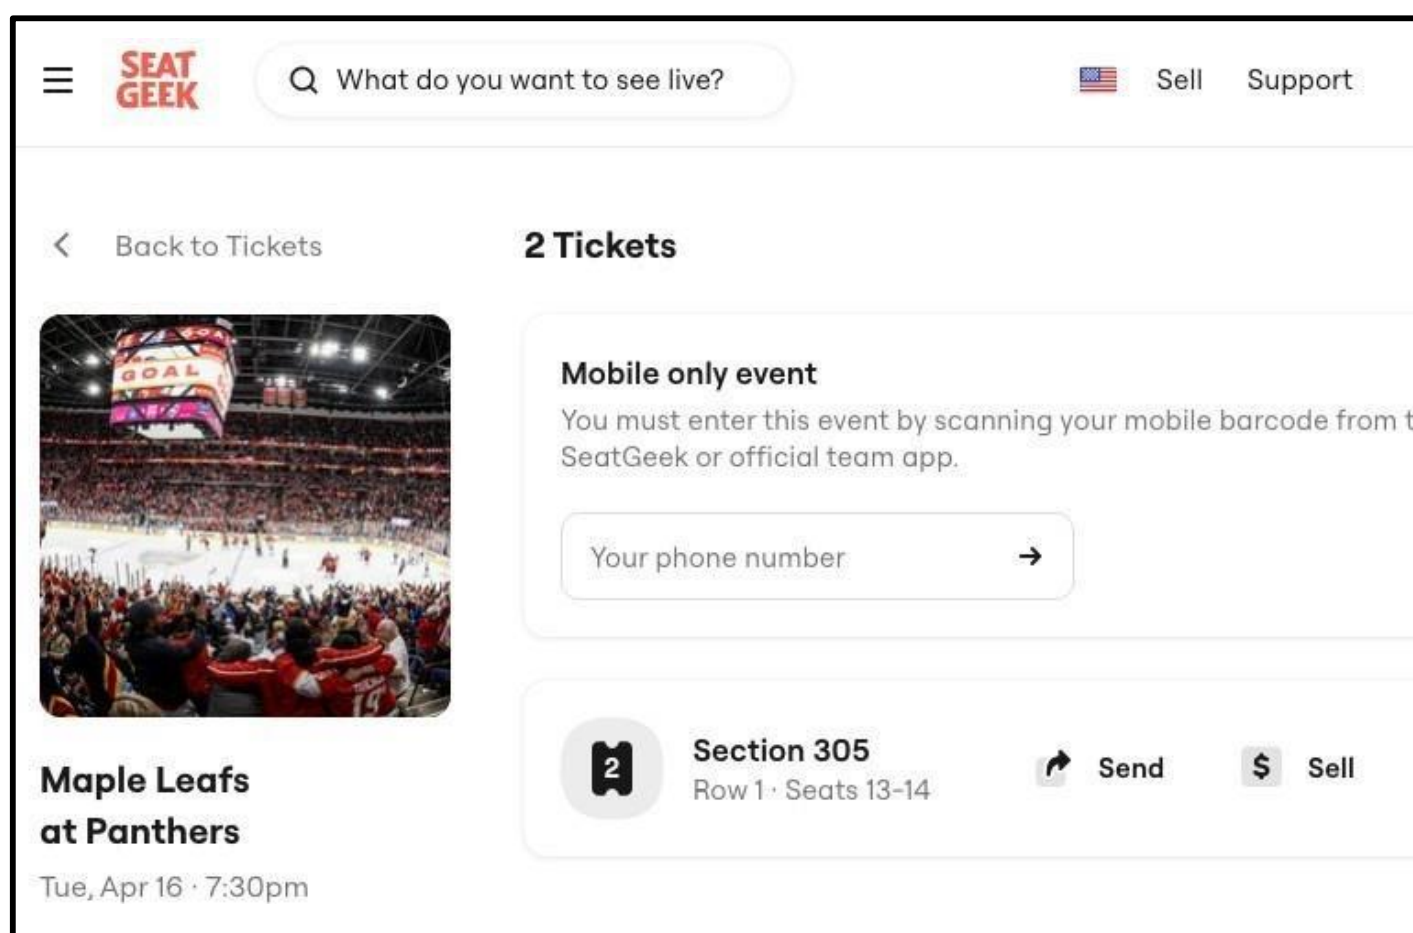 SEAT
GEEK
What do you want to see live?
Sell
Support
Back to Tickets
2 Tickets
GOAL
Mobile only event
You must enter this event by scanning your mobile barcode from t
SeatGeek or official team app.
Your phone number
2
Section 305
Row 1 · Seats 13-14
Send
$
Sell
19
Maple Leafs
at Panthers
Tue, Apr 16 · 7:30pm